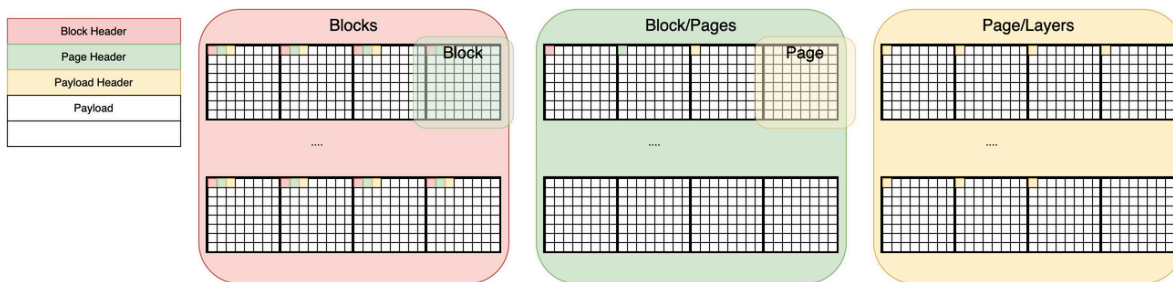 Block Header
Page Header
Payload Header
Payload
Blocks
Block
....
Block/Pages
Page
....
Page/Layers
....